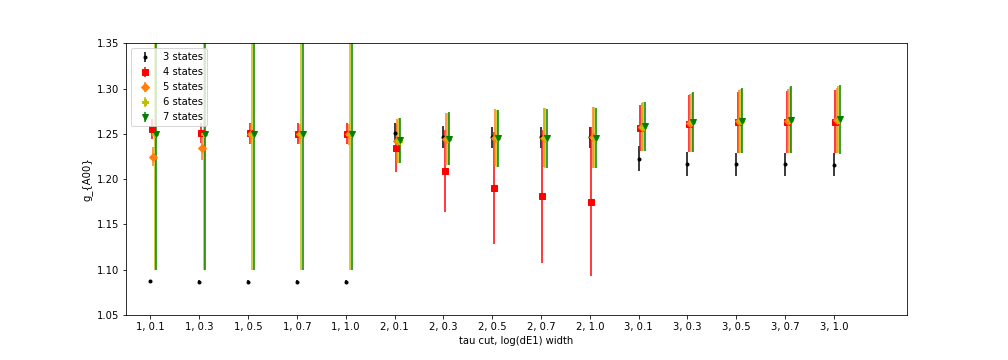 1.35
1.30
1.25
1.20
1.15
1.10
1.05
g_{A00}
3 states
4 states
5 states
6 states
7 states
1, 0.1 1, 0.3 1, 0.5 1, 0.7 1, 1.0 2, 0.1 2, 0.3 2, 0.5 2, 0.7 2, 1.0 3, 0.1 3, 0.3 3, 0.5 3, 0.7 3, 1.0
tau cut, log(dE1) width